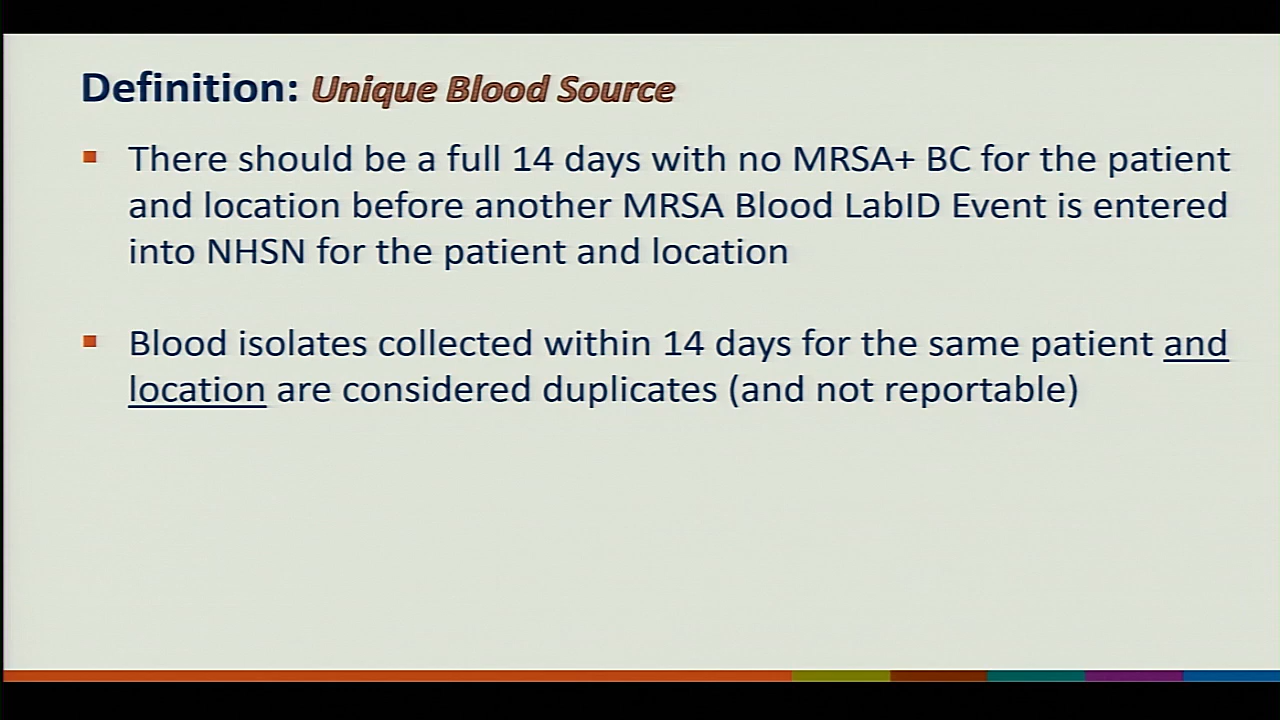 Definition: Unique Blood Source
There should be a full 14 days with no MRSA+ BC for the patient
and location before another MRSA Blood LabID Event is entered
into NHSN for the patient and location
Blood isolates collected within 14 days for the same patient and
location are considered duplicates (and not reportable)